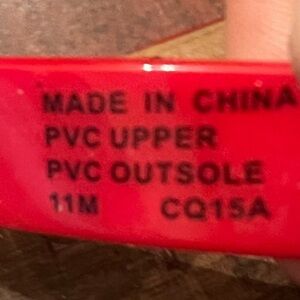 MADE IN CHINA
PVC UPPER
PVC OUTSOLE
11M CQ15A